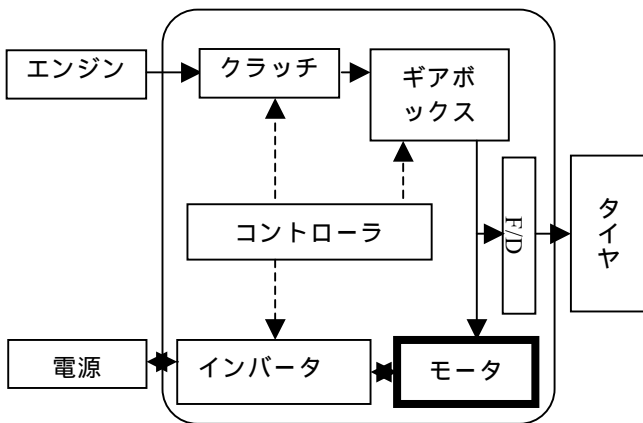 エンジン
クラッチ
ギアボ
ックス
コントローラ
F/D
タイヤ
電源
インバータ
モータ